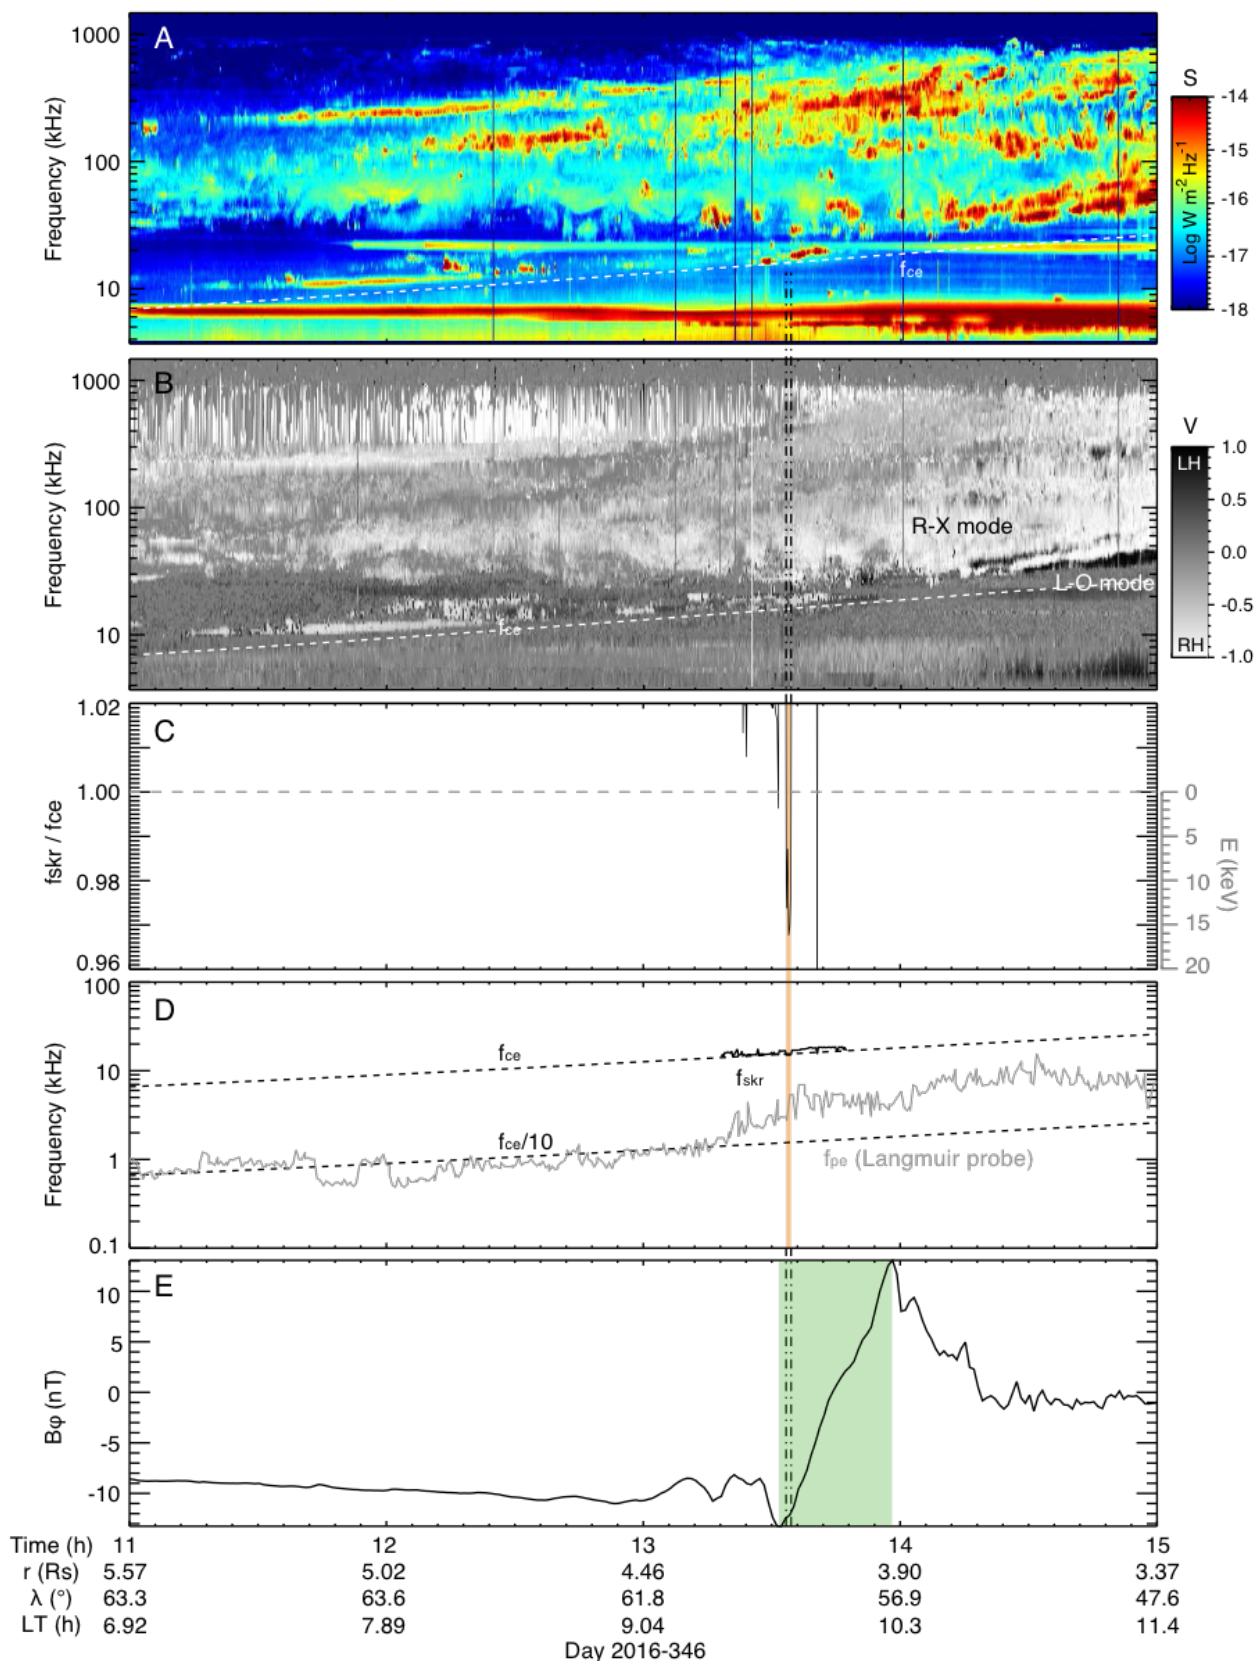 A
1000
100
10
Frequency (kHz)
fce
S
-14
-15
-16
-17
-18
Log W m-2 Hz-1
B
1000
100
10
Frequency (kHz)
R-X mode
L-O mode
fce
V
1.0
0.5
0.0
-0.5
-1.0
LH
RH
C
1.02
1.00
0.98
0.96
fskr / fce
0
5
10
15
20
E (keV)
D
100
10
1
0.1
Frequency (kHz)
fce
fskr
fce/10
fpe (Langmuir probe)
E
10
5
0
-5
-10
Bφ (nT)
Time (h) 11 12 13 14 15
r (Rs) 5.57 5.02 4.46 3.90 3.37
λ (°) 63.3 63.6 61.8 56.9 47.6
LT (h) 6.92 7.89 9.04 10.3 11.4
Day 2016-346